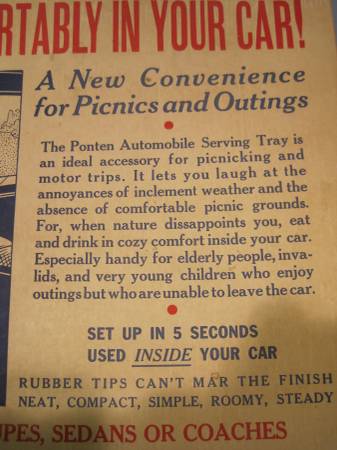 RTABLY IN YOUR CAR!
A New Convenience
for Picnics and Outings
The Ponten Automobile Serving Tray is
an ideal accessory for picnicking and
motor trips. It lets you laugh at the
annoyances of inclement weather and the
absence of comfortable picnic grounds.
For, when nature dissappoints you, eat
and drink in cozy comfort inside your car.
Especially handy for elderly people, inva-
lids, and very young children who enjoy
outings but who are unable to leave the car.
SET UP IN 5 SECONDS
USED INSIDE YOUR CAR
RUBBER TIPS CAN'T MAR THE FINISH
NEAT, COMPACT, SIMPLE, ROOMY, STEADY
UPES, SEDANS OR COACHES